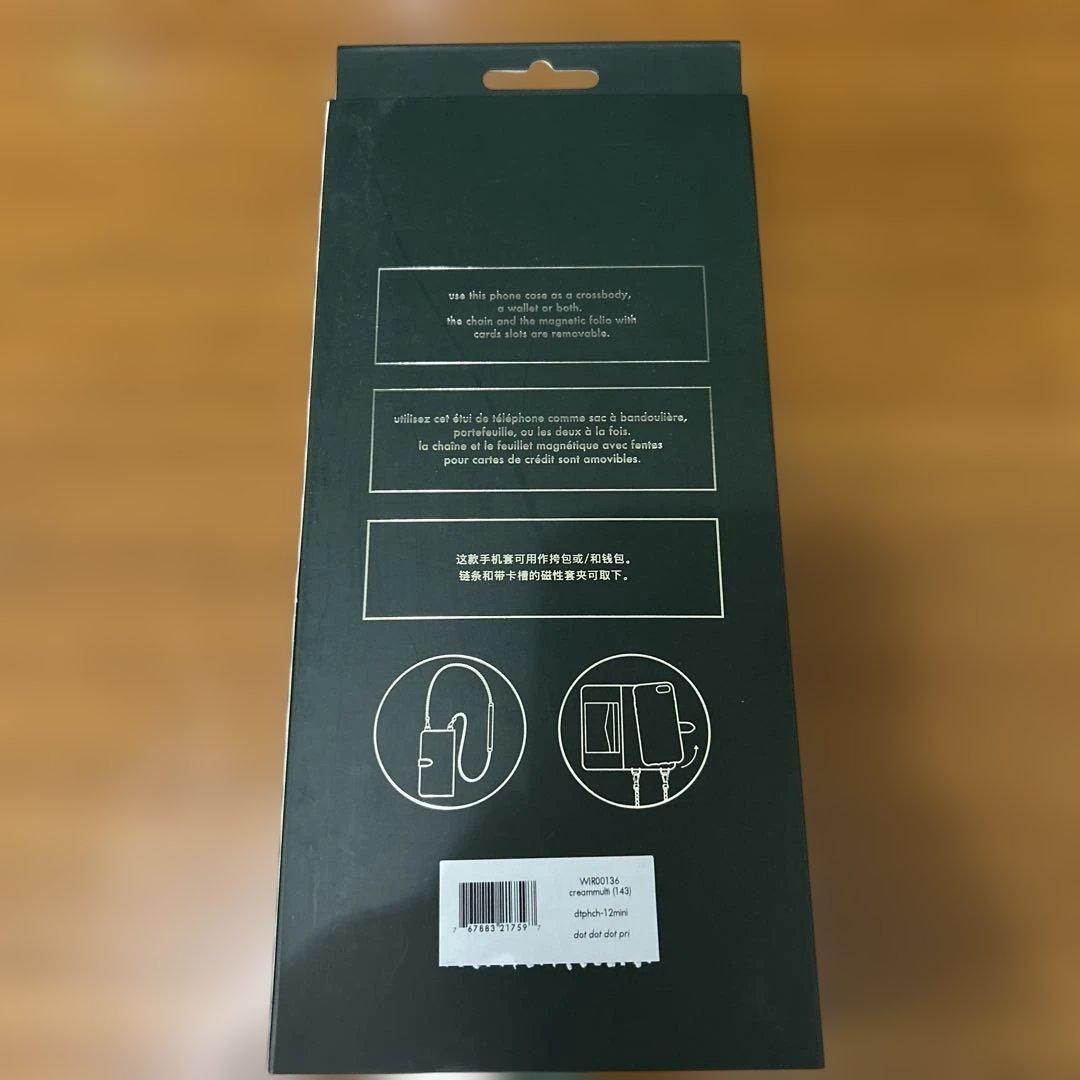 use this phone case as a crossbody,
a wallet or both.
the chain and the magnetic folio with
cards slots are removable.
utilisez cet étui de téléphone comme sac à bandoulière,
portefeuille, ou les deux à la fois.
la chaîne et le feuillet magnétique avec fentes
pour cartes de crédit sont amovibles.
这款手机套可用作挎包或/和钱包。
链条和带卡槽的磁性套夹可取下。
WIR00136
creammulti (143)
dtphch-12mini
dot dot dot pri
7 67883 21759 7